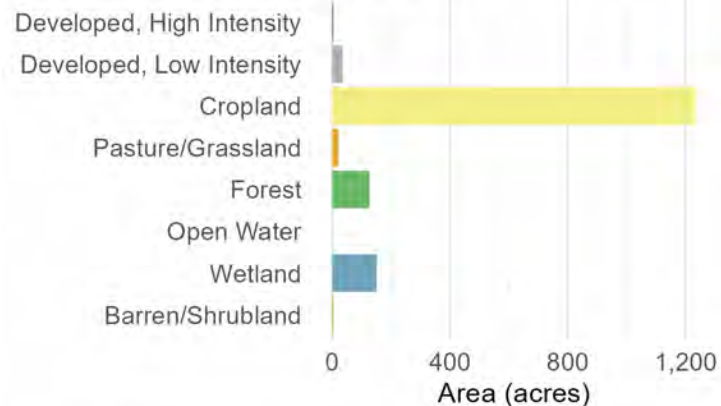 Developed, High Intensity
Developed, Low Intensity
Cropland
Pasture/Grassland
Forest
Open Water
Wetland
Barren/Shrubland
0 400 800 1,200
Area (acres)